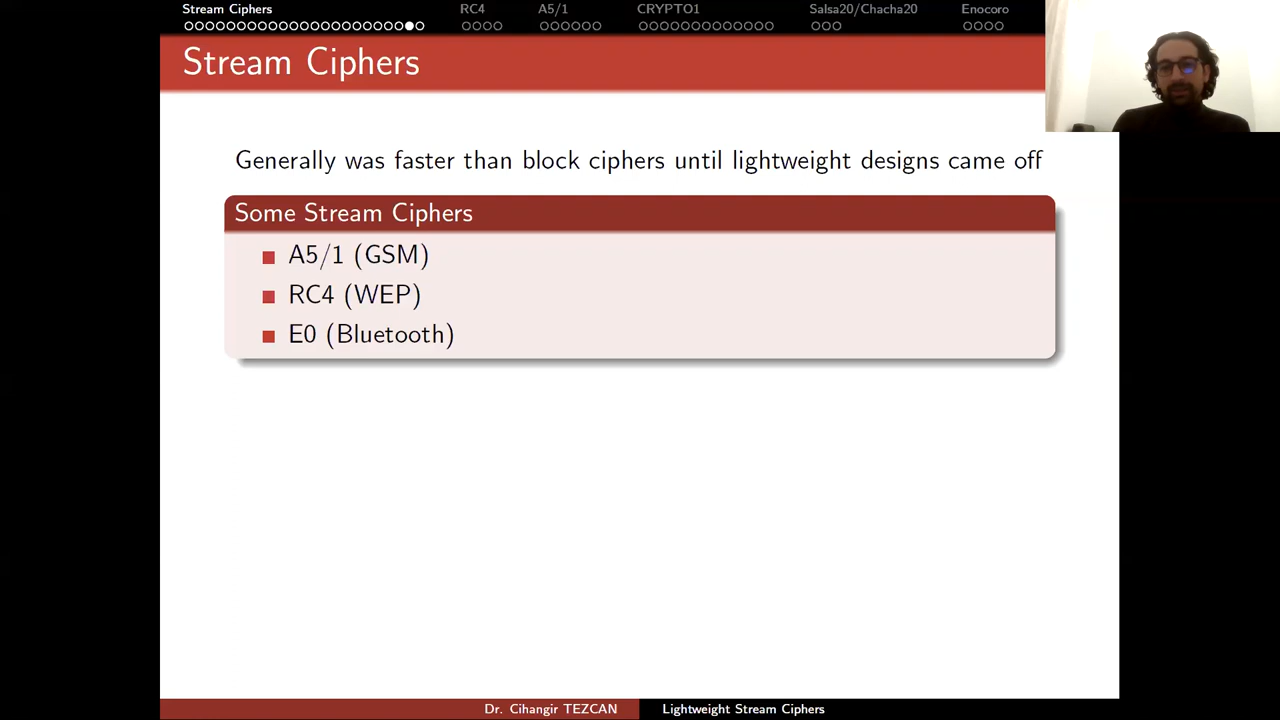 Stream Ciphers
RC4
A5/1
CRYPTO1
Salsa20/Chacha20
Enocoro
Stream Ciphers
Generally was faster than block ciphers until lightweight designs came off
Some Stream Ciphers
A5/1 (GSM)
RC4 (WEP)
E0 (Bluetooth)
Dr. Cihangir TEZCAN
Lightweight Stream Ciphers